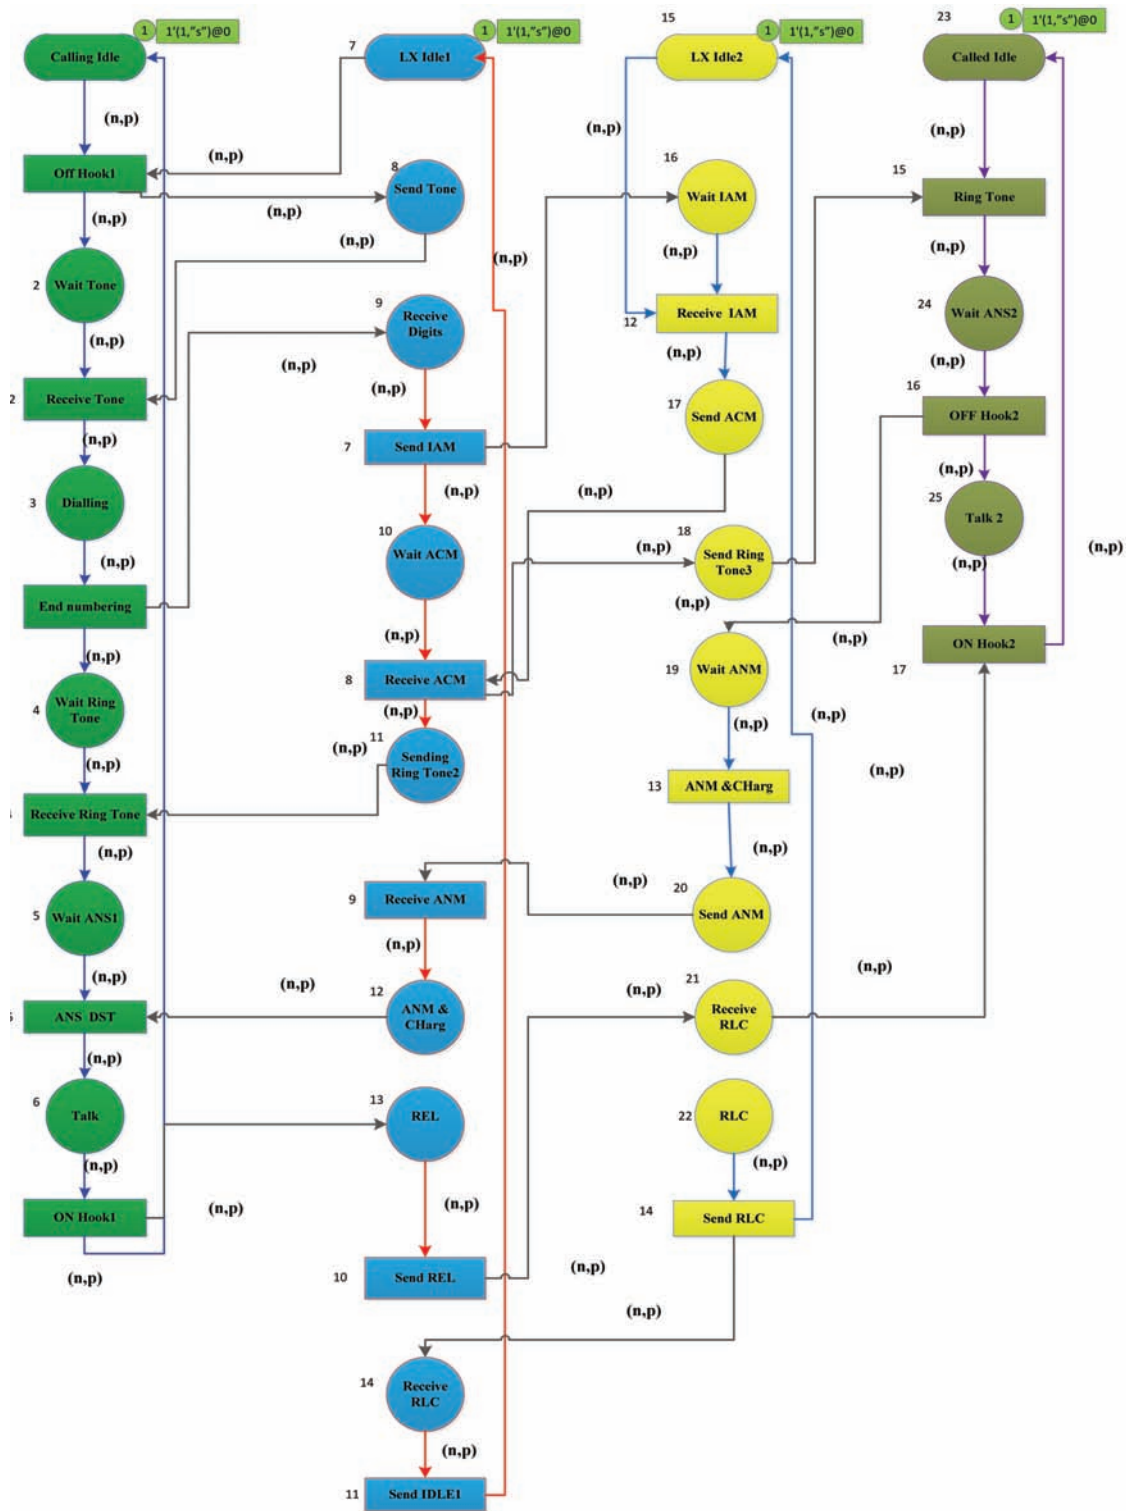 15
23
1
1'(1,"s")@0
1
1'(1,"s")@0
1
1'(1,"s")@0
1
1'(1,"s")@0
7
Calling Idle
LX Idle1
LX Idle2
Called Idle
(n,p)
(n,p)
(n,p)
(n,p)
16
8
15
Off Hook1
Send Tone
Wait IAM
Ring Tone
(n,p)
(n,p)
(n,p)
(n,p)
(n,p)
(n,p)
2
Wait Tone
9
24
Receive
Digits
12
Receive IAM
Wait ANS2
(n,p)
(n,p)
(n,p)
(n,p)
(n,p)
2
Receive Tone
17
16
Send ACM
OFF Hook2
(n,p)
7
Send IAM
(n,p)
(n,p)
(n,p)
3
Dialling
25
Talk 2
10
18
(n,p)
(n,p)
Wait ACM
Send Ring
Tone3
(n,p)
(n,p)
End numbering
(n,p)
(n,p)
(n,p)
(n,p)
ON Hook2
19
Wait ANM
17
8
Receive ACM
4
Wait Ring
Tone
(n,p)
(n,p)
(n,p)
(n,p)
11
Sending
Ring Tone2
(n,p)
(n,p)
13
ANM &CHarg
Receive Ring Tone
(n,p)
(n,p)
(n,p)
20
9
Receive ANM
5
Wait ANS1
Send ANM
(n,p)
(n,p)
(n,p)
(n,p)
(n,p)
21
12
ANS DST
ANM &
CHarg
Receive
RLC
(n,p)
6
Talk
13
REL
22
RLC
(n,p)
(n,p)
ON Hook1
(n,p)
(n,p)
14
Send RLC
(n,p)
10
Send REL
(n,p)
(n,p)
14
Receive
RLC
(n,p)
11
Send IDLE1